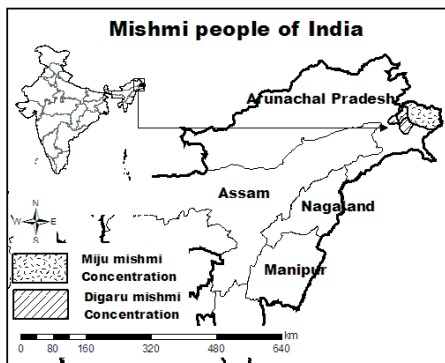 Mishmi people of India
Arunachal Pradesh
Assam
Nagaland
Manipur
N
W E
S
Miju mishmi
Concentration
Digaru mishmi
Concentration
km
0 80 160 320 480 640